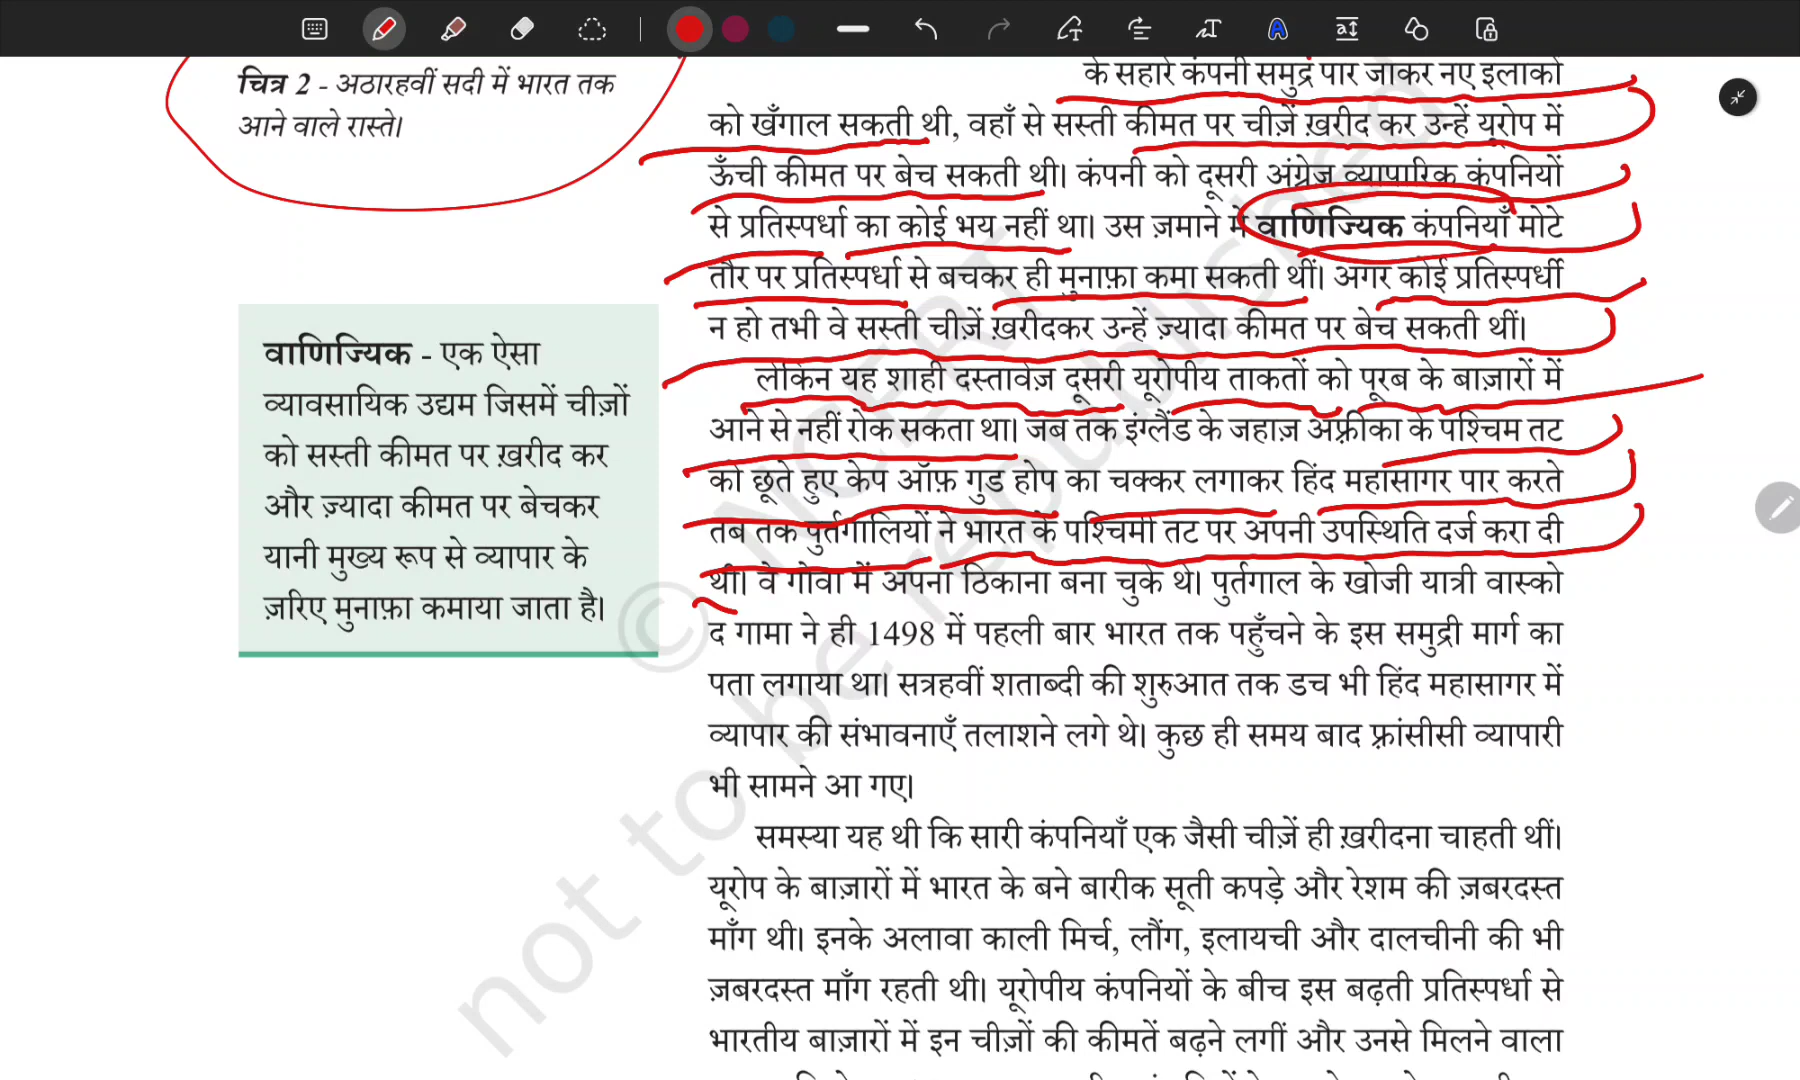 चित्र 2 - अठारहवीं सदी में भारत तक
आने वाले रास्ते।
के सहारे कंपनी समुद्र पार जाकर नए इलाकों
को खँगाल सकती थी, वहाँ से सस्ती कीमत पर चीज़ें ख़रीद कर उन्हें यूरोप में
ऊँची कीमत पर बेच सकती थी। कंपनी को दूसरी अंग्रेज व्यापारिक कंपनियों
से प्रतिस्पर्धा का कोई भय नहीं था। उस ज़माने में वाणिज्यिक कंपनियाँ मोटे
तौर पर प्रतिस्पर्धा से बचकर ही मुनाफ़ा कमा सकती थीं। अगर कोई प्रतिस्पर्धी
न हो तभी वे सस्ती चीज़ें ख़रीदकर उन्हें ज़्यादा कीमत पर बेच सकती थीं।
लेकिन यह शाही दस्तावेज़ दूसरी यूरोपीय ताकतों को पूरब के बाज़ारों में
आने से नहीं रोक सकता था। जब तक इंग्लैंड के जहाज़ अफ़्रीका के पश्चिम तट
को छूते हुए केप ऑफ़ गुड होप का चक्कर लगाकर हिंद महासागर पार करते
तब तक पुर्तगालियों ने भारत के पश्चिमी तट पर अपनी उपस्थिति दर्ज करा दी
थी। वे गोवा में अपना ठिकाना बना चुके थे। पुर्तगाल के खोजी यात्री वास्को
द गामा ने ही 1498 में पहली बार भारत तक पहुँचने के इस समुद्री मार्ग का
पता लगाया था। सत्रहवीं शताब्दी की शुरुआत तक डच भी हिंद महासागर में
व्यापार की संभावनाएँ तलाशने लगे थे। कुछ ही समय बाद फ़्रांसीसी व्यापारी
भी सामने आ गए।
समस्या यह थी कि सारी कंपनियाँ एक जैसी चीज़ें ही ख़रीदना चाहती थीं।
यूरोप के बाज़ारों में भारत के बने बारीक सूती कपड़े और रेशम की ज़बरदस्त
माँग थी। इनके अलावा काली मिर्च, लौंग, इलायची और दालचीनी की भी
ज़बरदस्त माँग रहती थी। यूरोपीय कंपनियों के बीच इस बढ़ती प्रतिस्पर्धा से
भारतीय बाज़ारों में इन चीज़ों की कीमतें बढ़ने लगीं और उनसे मिलने वाला
वाणिज्यिक - एक ऐसा
व्यावसायिक उद्यम जिसमें चीज़ों
को सस्ती कीमत पर ख़रीद कर
और ज़्यादा कीमत पर बेचकर
यानी मुख्य रूप से व्यापार के
ज़रिए मुनाफ़ा कमाया जाता है।
© NCERT
not to be republished